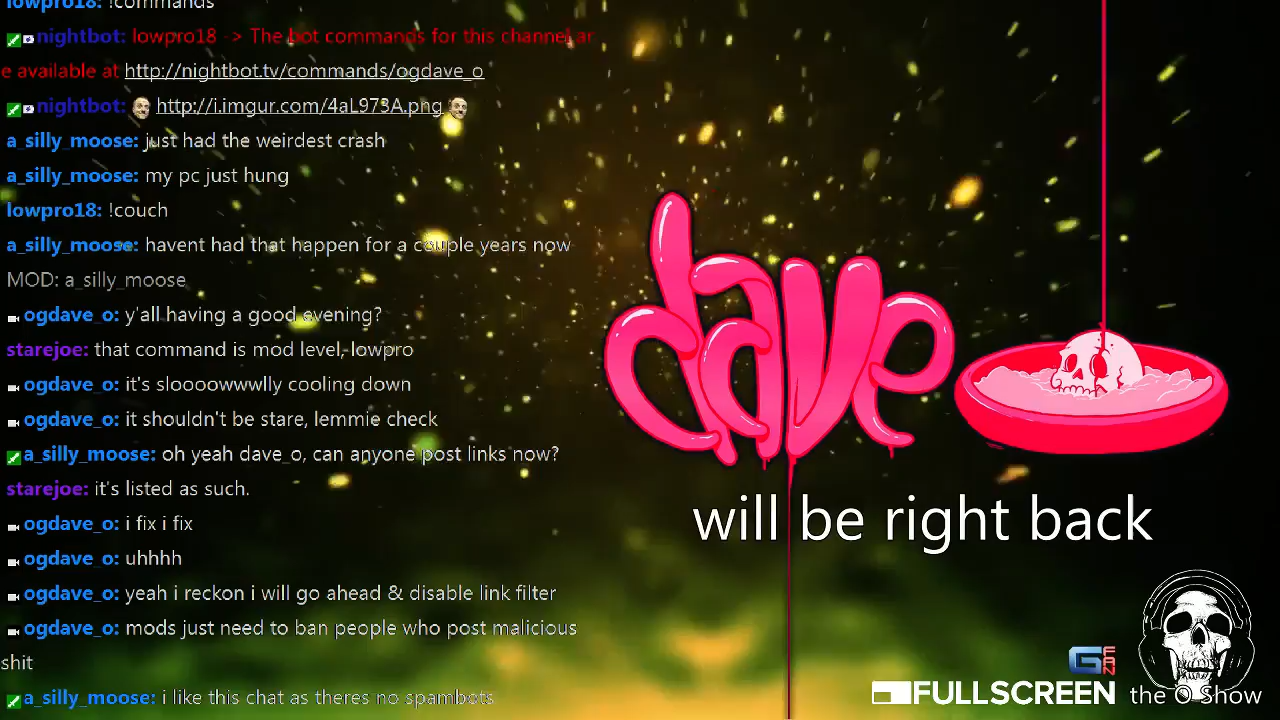 lowpro18: !commands
nightbot: lowpro18 -> The bot commands for this channel ar
e available at http://nightbot.tv/commands/ogdave_o
nightbot: http://i.imgur.com/4aL973A.png
a_silly_moose: just had the weirdest crash
a_silly_moose: my pc just hung
lowpro18: !couch
a_silly_moose: havent had that happen for a couple years now
MOD: a_silly_moose
ogdave_o: y'all having a good evening?
starejoe: that command is mod level, lowpro
ogdave_o: it's sloooowwwlly cooling down
ogdave_o: it shouldn't be stare, lemmie check
a_silly_moose: oh yeah dave_o, can anyone post links now?
starejoe: it's listed as such.
ogdave_o: i fix i fix
ogdave_o: uhhhh
ogdave_o: yeah i reckon i will go ahead & disable link filter
ogdave_o: mods just need to ban people who post malicious
shit
a_silly_moose: i like this chat as theres no spambots
dave
will be right back
G FAN
FULLSCREEN
the O Show